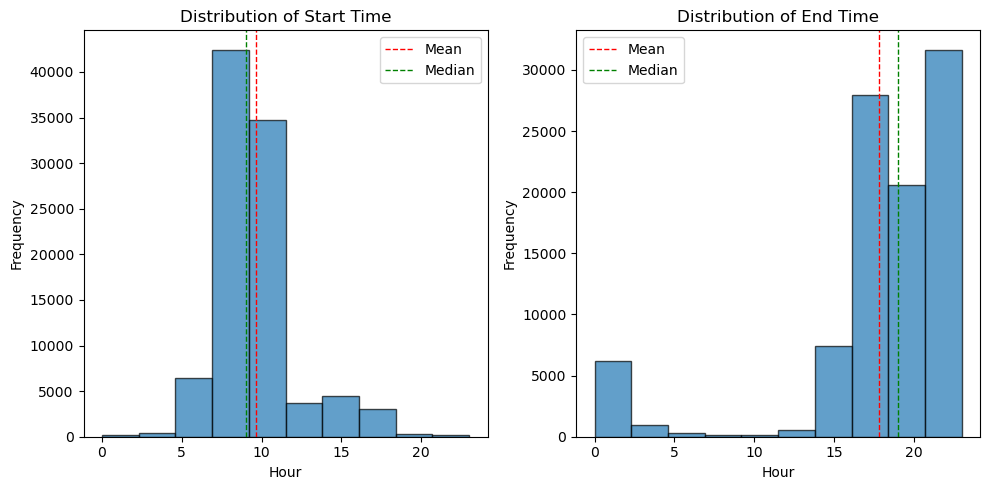 Distribution of Start Time
Frequency
40000
35000
30000
25000
20000
15000
10000
5000
0
Mean
Median
0 5 10 15 20
Hour
Distribution of End Time
Frequency
30000
25000
20000
15000
10000
5000
0
Mean
Median
0 5 10 15 20
Hour